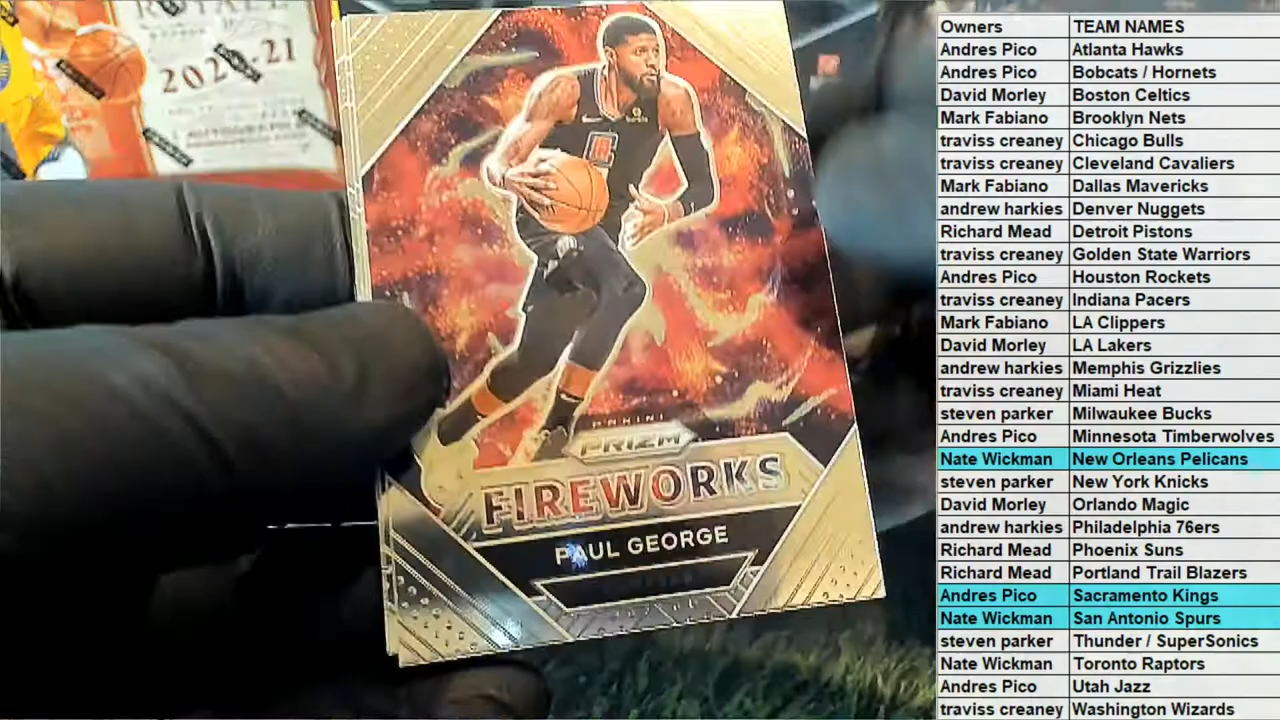 ROYALE
2020-21
PANINI
PRIZM
FIREWORKS
PAUL GEORGE
Owners TEAM NAMES
Andres Pico Atlanta Hawks
Andres Pico Bobcats / Hornets
David Morley Boston Celtics
Mark Fabiano Brooklyn Nets
traviss creaney Chicago Bulls
traviss creaney Cleveland Cavaliers
Mark Fabiano Dallas Mavericks
andrew harkies Denver Nuggets
Richard Mead Detroit Pistons
traviss creaney Golden State Warriors
Andres Pico Houston Rockets
traviss creaney Indiana Pacers
Mark Fabiano LA Clippers
David Morley LA Lakers
andrew harkies Memphis Grizzlies
traviss creaney Miami Heat
steven parker Milwaukee Bucks
Andres Pico Minnesota Timberwolves
Nate Wickman New Orleans Pelicans
steven parker New York Knicks
David Morley Orlando Magic
andrew harkies Philadelphia 76ers
Richard Mead Phoenix Suns
Richard Mead Portland Trail Blazers
Andres Pico Sacramento Kings
Nate Wickman San Antonio Spurs
steven parker Thunder / SuperSonics
Nate Wickman Toronto Raptors
Andres Pico Utah Jazz
traviss creaney Washington Wizards